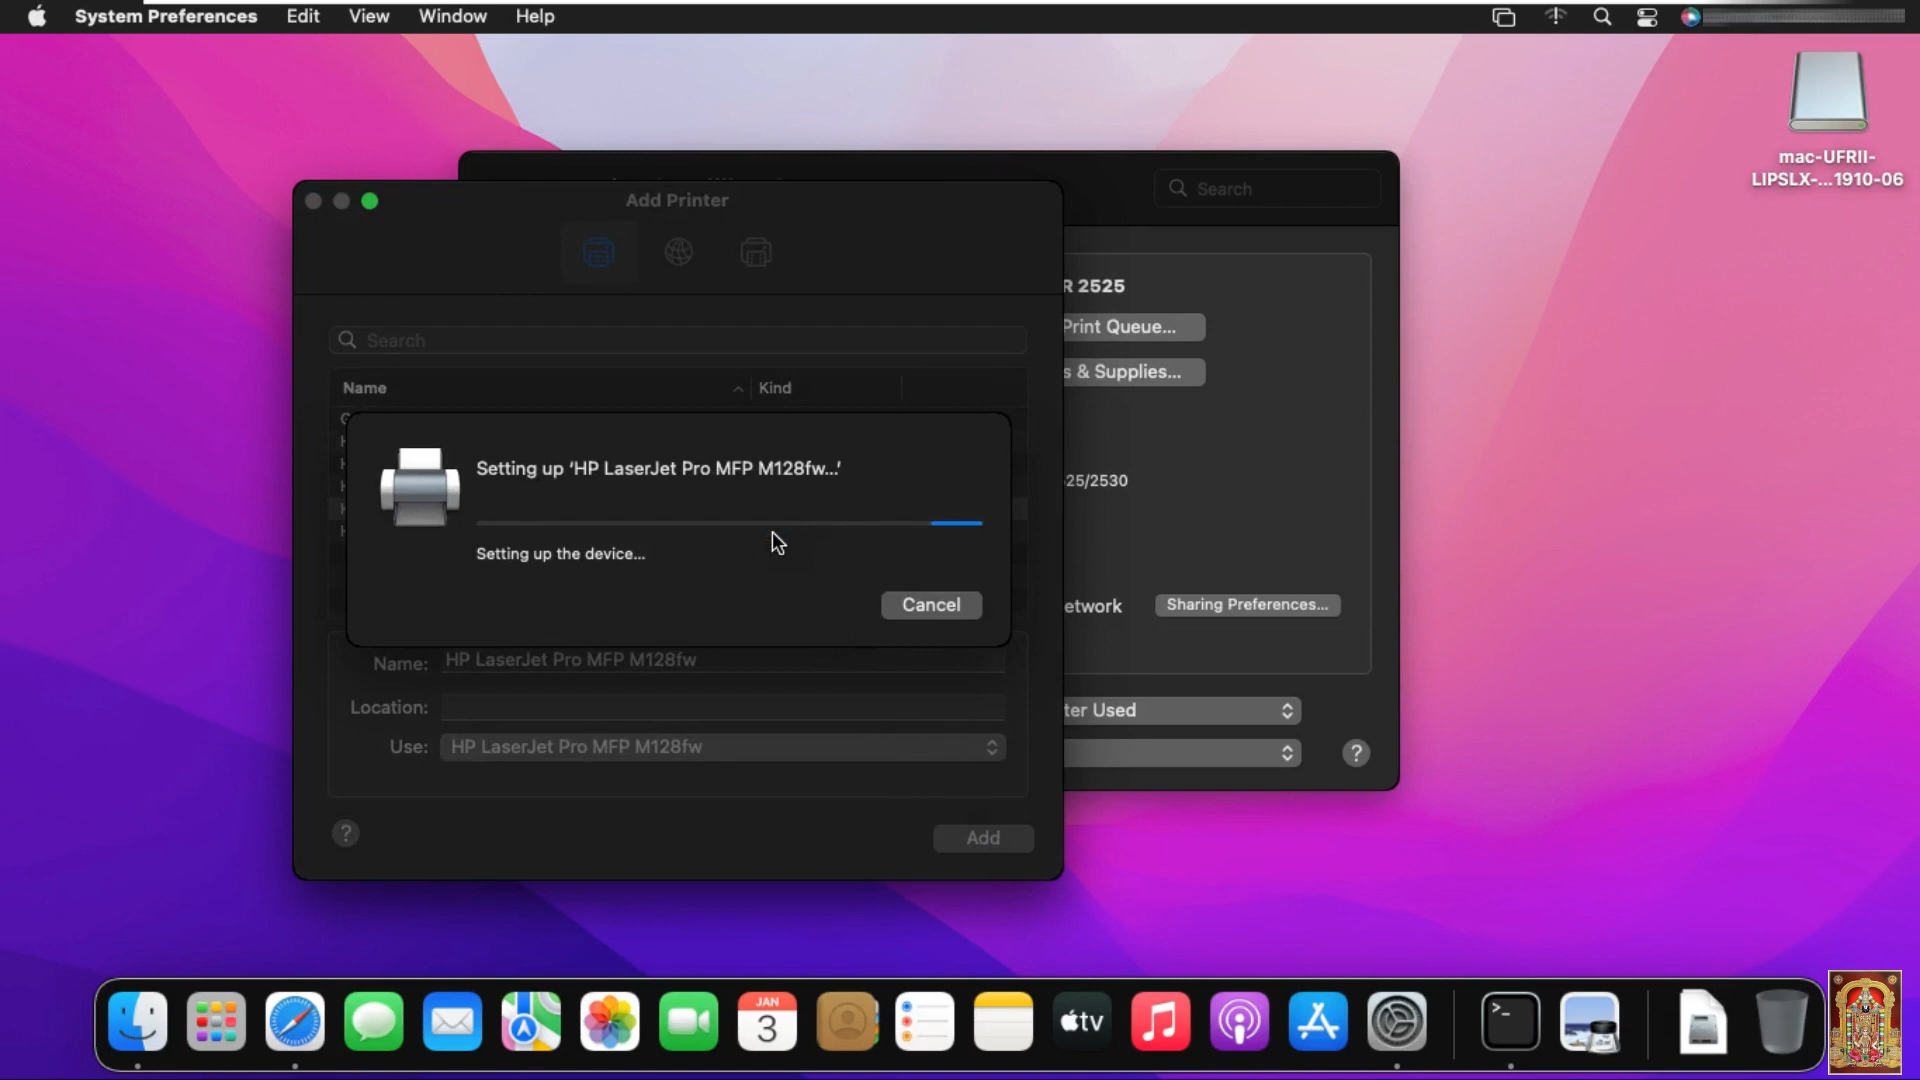 System Preferences Edit View Window Help
mac-UFRII-
LIPSLX-...1910-06
Search
Add Printer
R 2525
Print Queue...
Search
s & Supplies...
Name Kind
Setting up ‘HP LaserJet Pro MFP M128fw...’
25/2530
Setting up the device...
Cancel
etwork Sharing Preferences...
Name: HP LaserJet Pro MFP M128fw
Location:
ter Used
Use: HP LaserJet Pro MFP M128fw
?
?
Add
JAN
3
tv